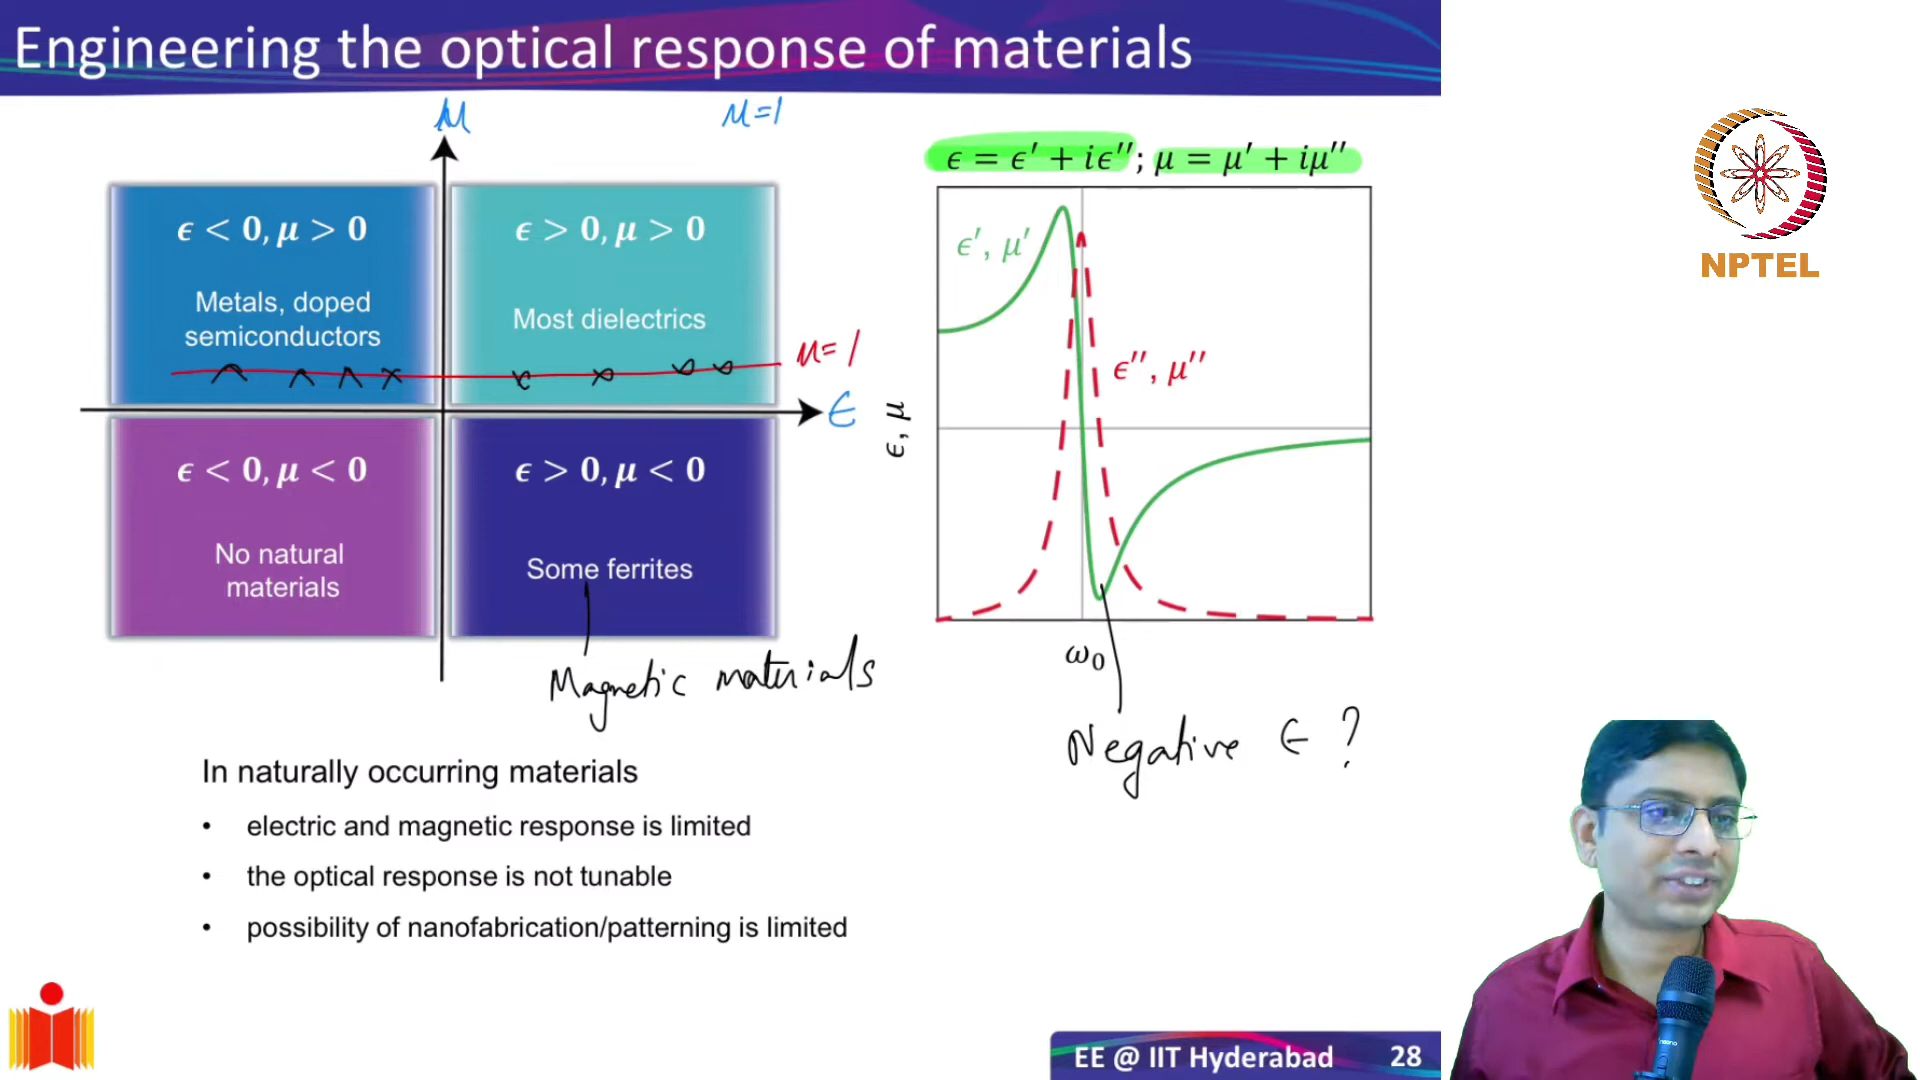 Engineering the optical response of materials
μ
μ=1
ϵ < 0, μ > 0
Metals, doped
semiconductors
ϵ > 0, μ > 0
Most dielectrics
μ=1
ϵ
ϵ < 0, μ < 0
No natural
materials
ϵ > 0, μ < 0
Some ferrites
Magnetic materials
ϵ = ϵ′ + iϵ′′; μ = μ′ + iμ′′
ϵ′, μ′
ϵ′′, μ′′
ϵ, μ
ω₀
Negative ϵ ?
In naturally occurring materials
• electric and magnetic response is limited
• the optical response is not tunable
• possibility of nanofabrication/patterning is limited
NPTEL
EE @ IIT Hyderabad 28